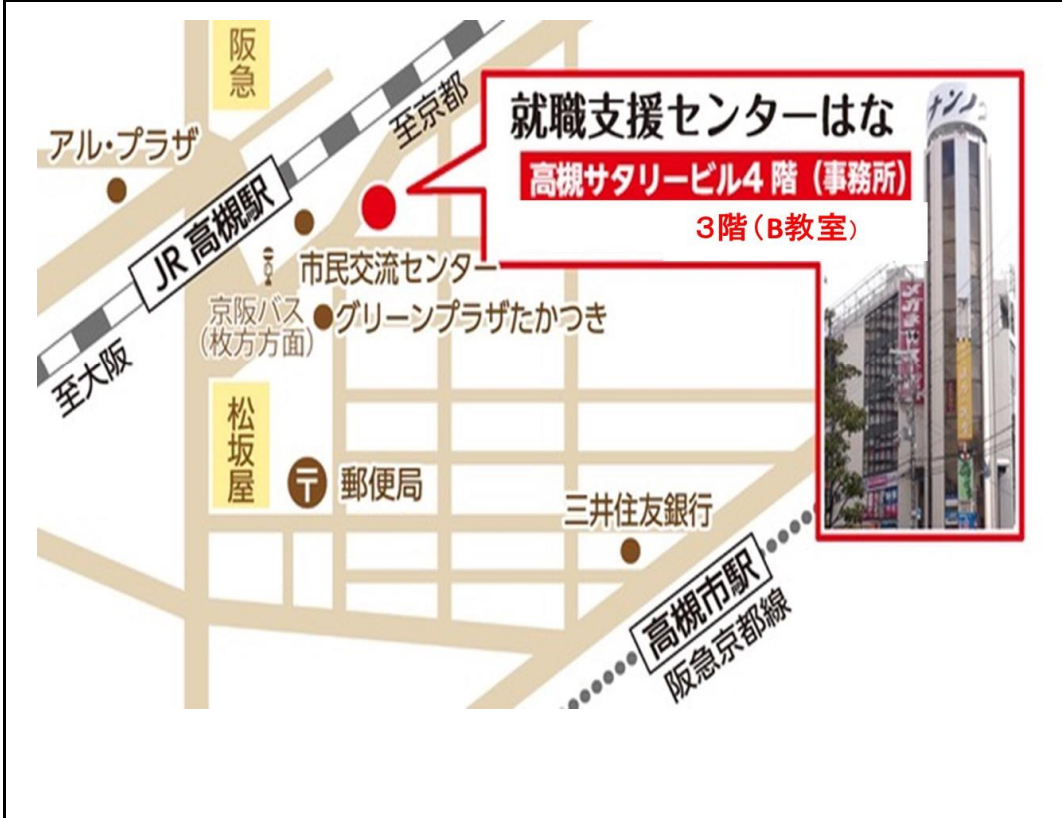 阪急
アル・プラザ
至京都
就職支援センターはな
高槻サタリービル4階（事務所）
3階（B教室）
JR高槻駅
市民交流センター
京阪バス
（枚方方面）
グリーンプラザたかつき
至大阪
松坂屋
〒 郵便局
三井住友銀行
高槻市駅
阪急京都線